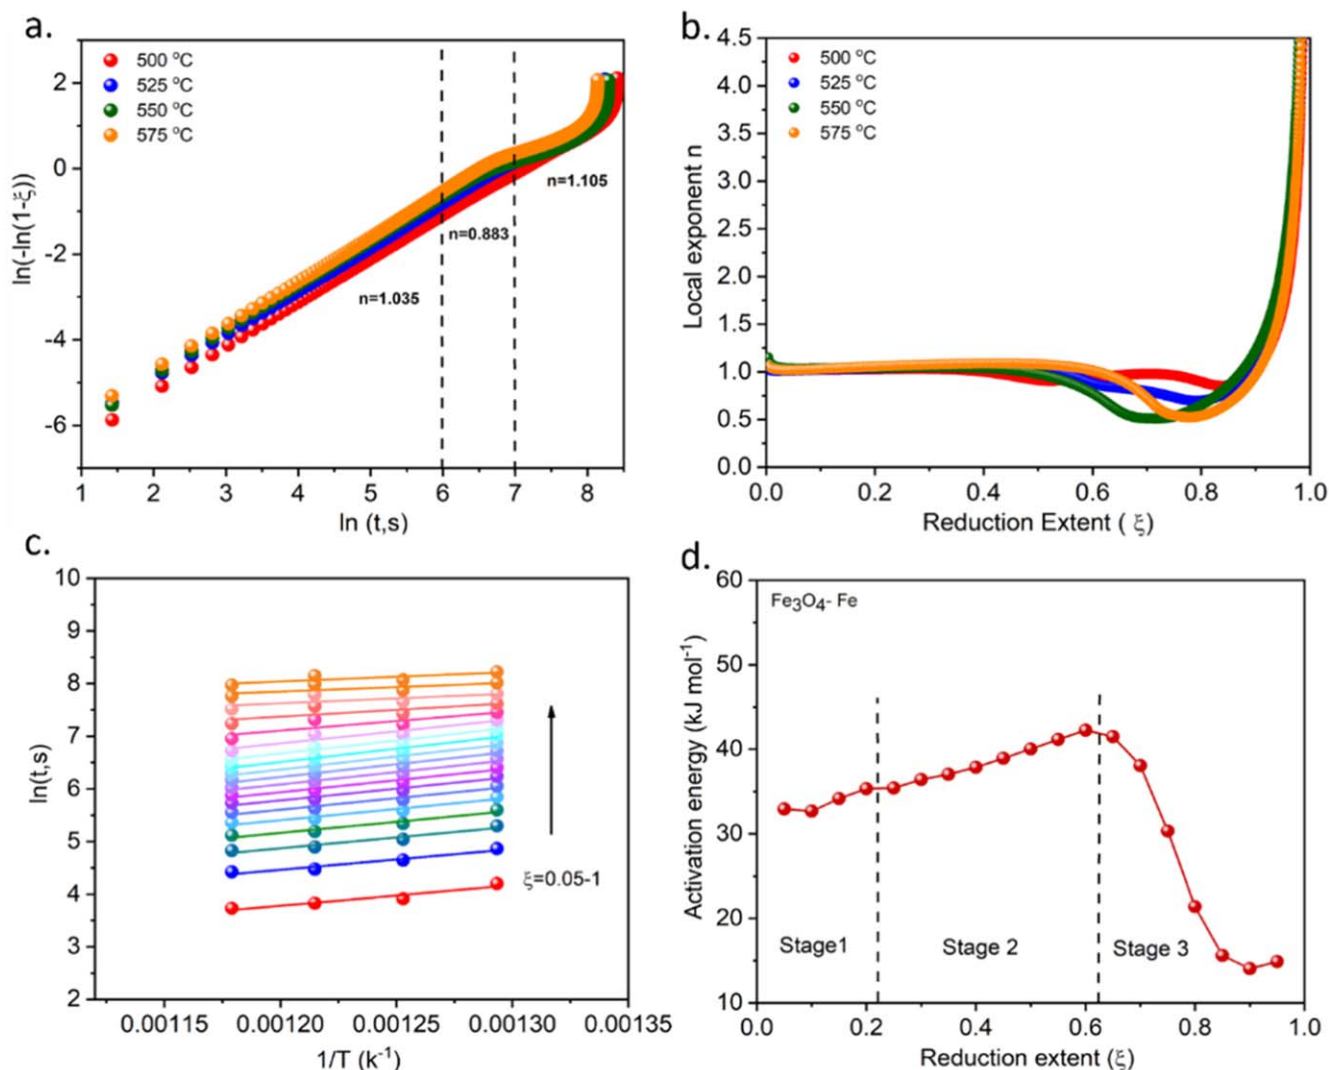 a.
500 °C
525 °C
550 °C
575 °C
n=1.105
n=0.883
n=1.035
ln(-ln(1-ξ))
2
0
-2
-4
-6
1 2 3 4 5 6 7 8
ln (t,s)
b.
500 °C
525 °C
550 °C
575 °C
Local exponent n
4.5
4.0
3.5
3.0
2.5
2.0
1.5
1.0
0.5
0.0
0.0 0.2 0.4 0.6 0.8 1.0
Reduction Extent ( ξ)
c.
10
9
8
7
6
5
4
3
2
ln(t,s)
ξ=0.05-1
0.00115 0.00120 0.00125 0.00130 0.00135
1/T (k⁻¹)
d.
60
50
40
30
20
10
Activation energy (kJ mol⁻¹)
Fe₃O₄- Fe
Stage1 Stage 2 Stage 3
0.0 0.2 0.4 0.6 0.8 1.0
Reduction extent (ξ)